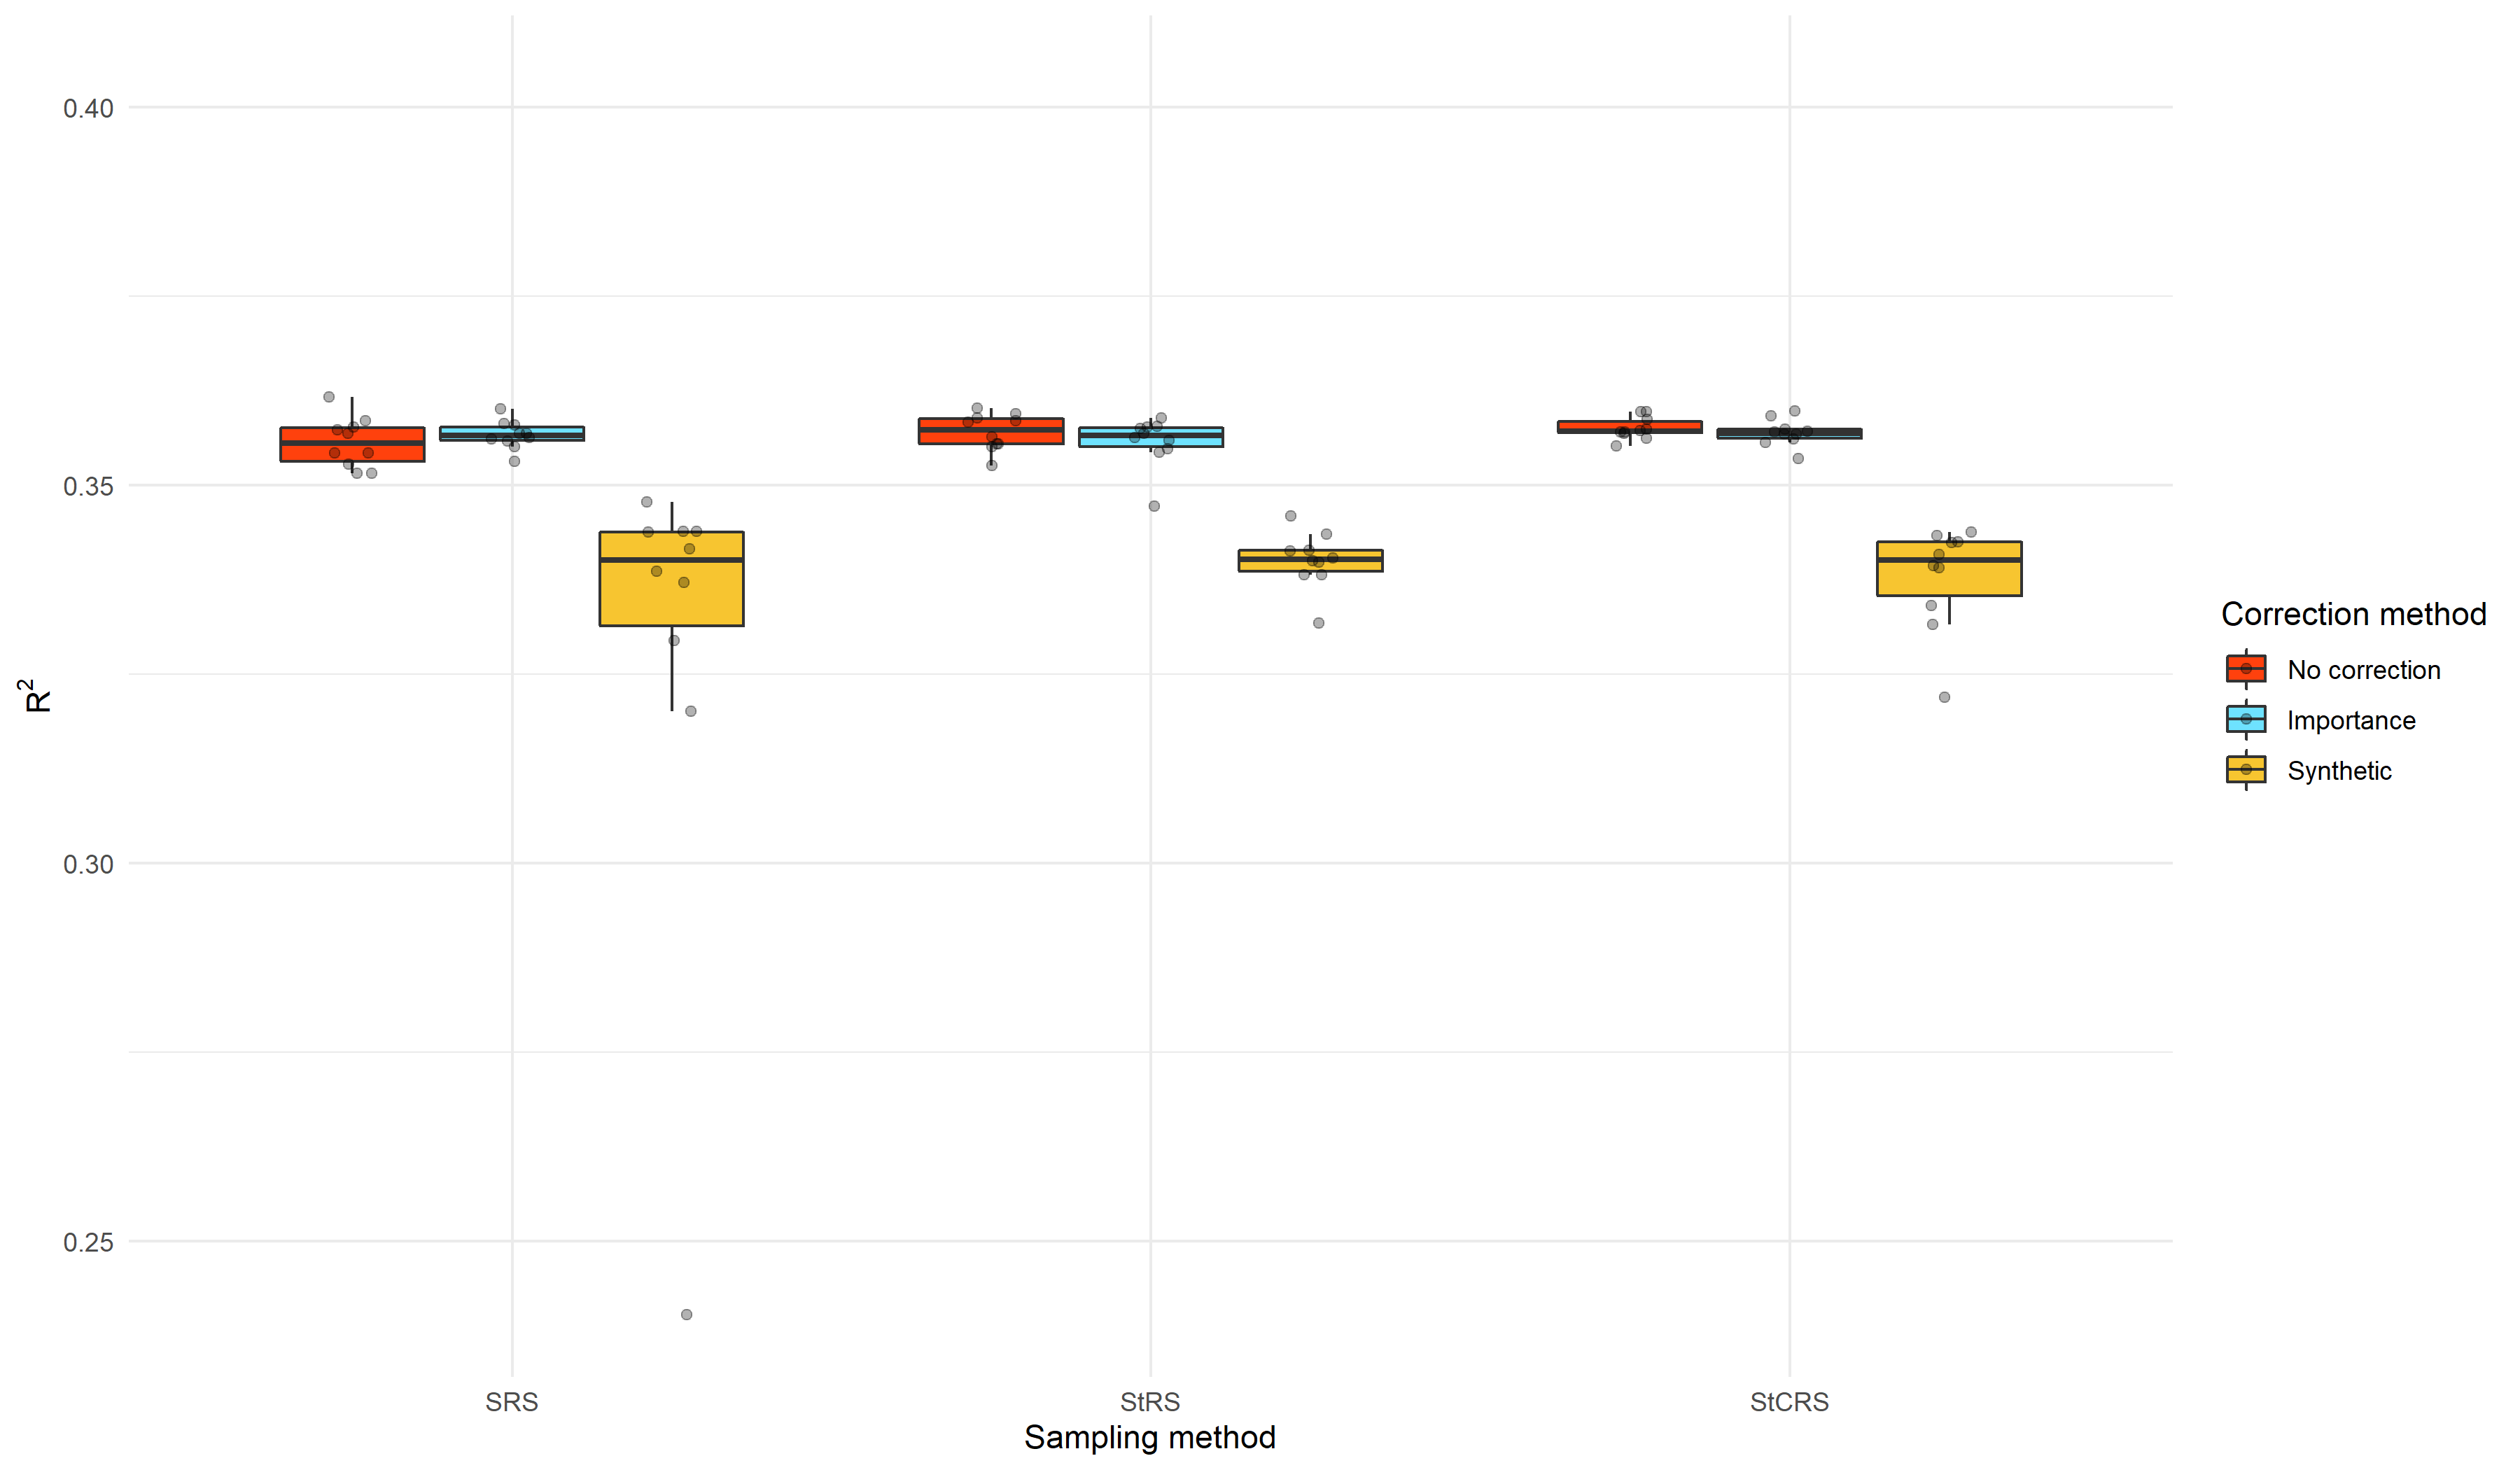 0.40
0.35
0.30
0.25
R²
SRS
StRS
StCRS
Sampling method
Correction method
No correction
Importance
Synthetic